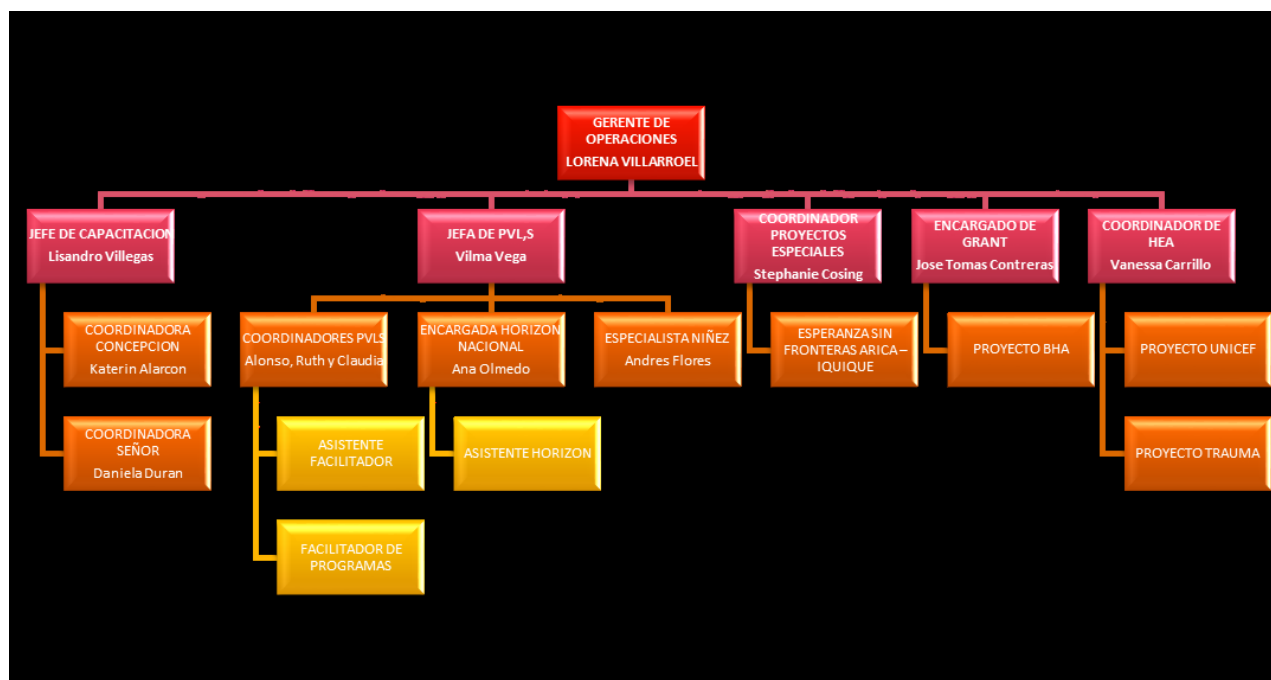 GERENTE DE
OPERACIONES
LORENA VILLARROEL
JEFE DE CAPACITACION
Lisandro Villegas
JEFA DE PVL,S
Vilma Vega
COORDINADOR
PROYECTOS
ESPECIALES
Stephanie Cosing
ENCARGADO DE
GRANT
Jose Tomas Contreras
COORDINADOR DE
HEA
Vanessa Carrillo
COORDINADORA
CONCEPCION
Katerin Alarcon
COORDINADORES PVLS
Alonso, Ruth y Claudia
ENCARGADA HORIZON
NACIONAL
Ana Olmedo
ESPECIALISTA NIÑEZ
Andres Flores
ESPERANZA SIN
FRONTERAS ARICA –
IQUIQUE
PROYECTO BHA
PROYECTO UNICEF
COORDINADORA
SEÑOR
Daniela Duran
ASISTENTE
FACILITADOR
ASISTENTE HORIZON
PROYECTO TRAUMA
FACILITADOR DE
PROGRAMAS